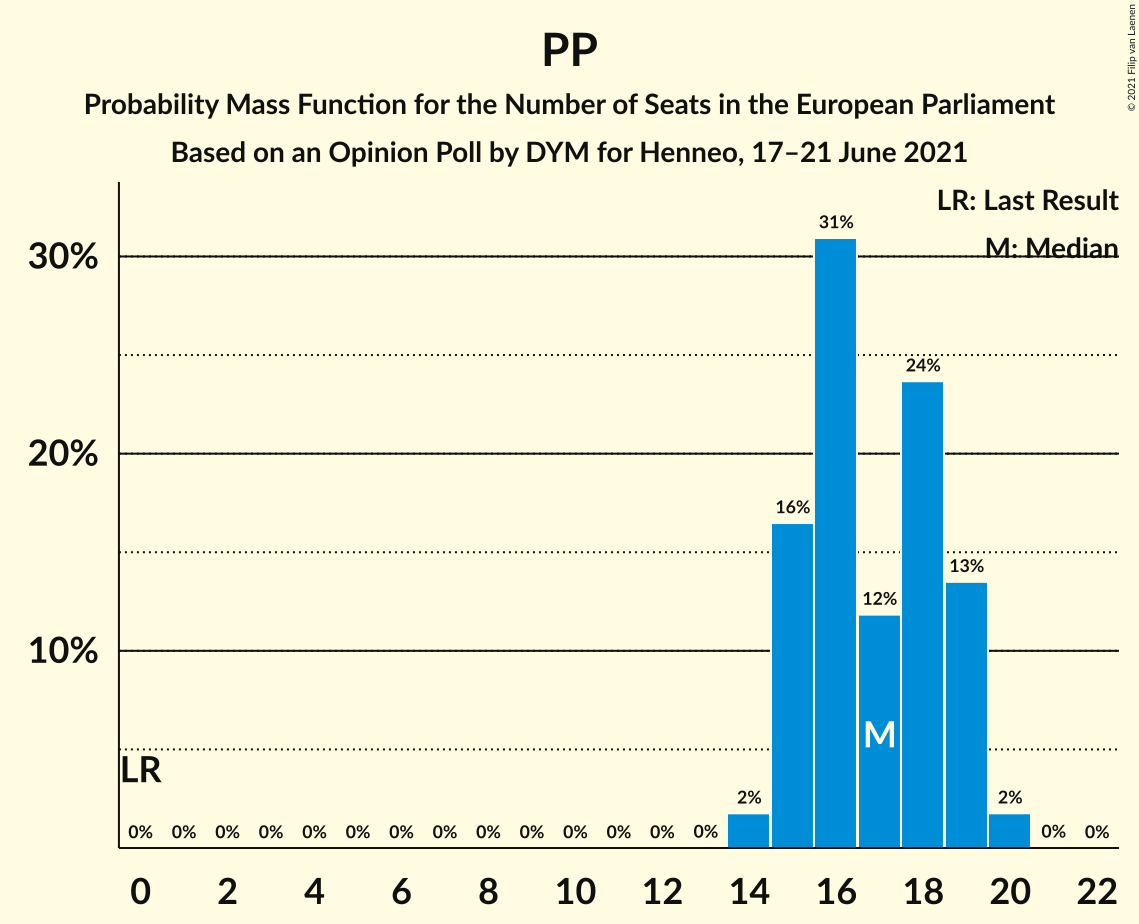 PP
Probability Mass Function for the Number of Seats in the European Parliament
Based on an Opinion Poll by DYM for Henneo, 17–21 June 2021
© 2021 Filip van Laenen
LR: Last Result
M: Median
30%
20%
10%
31%
24%
16%
13%
12%
M
LR
2%
2%
0% 0% 0% 0% 0% 0% 0% 0% 0% 0% 0% 0% 0% 0% 0% 0%
0 2 4 6 8 10 12 14 16 18 20 22